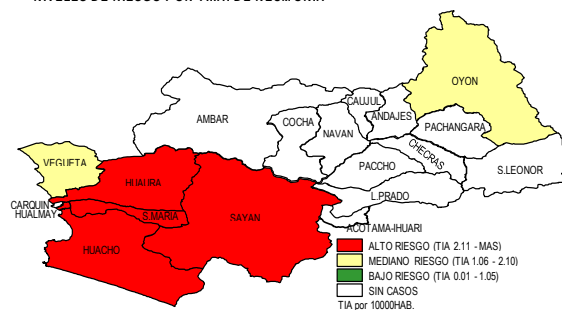 OYON
CAUJUL
ANDAJES
AMBAR
COCHA
NAVAN
PACHANGARA
CHECRAS
VEGUETA
PACCHO
S.LEONOR
HUAURA
L.PRADO
CARQUIN
HUALMAY
S.MARIA
SAYAN
ACOTAMA-IHUARI
HUACHO
ALTO RIESGO (TIA 2.11 - MAS)
MEDIANO RIESGO (TIA 1.06 - 2.10)
BAJO RIESGO (TIA 0.01 - 1.05)
SIN CASOS
TIA por 10000HAB.